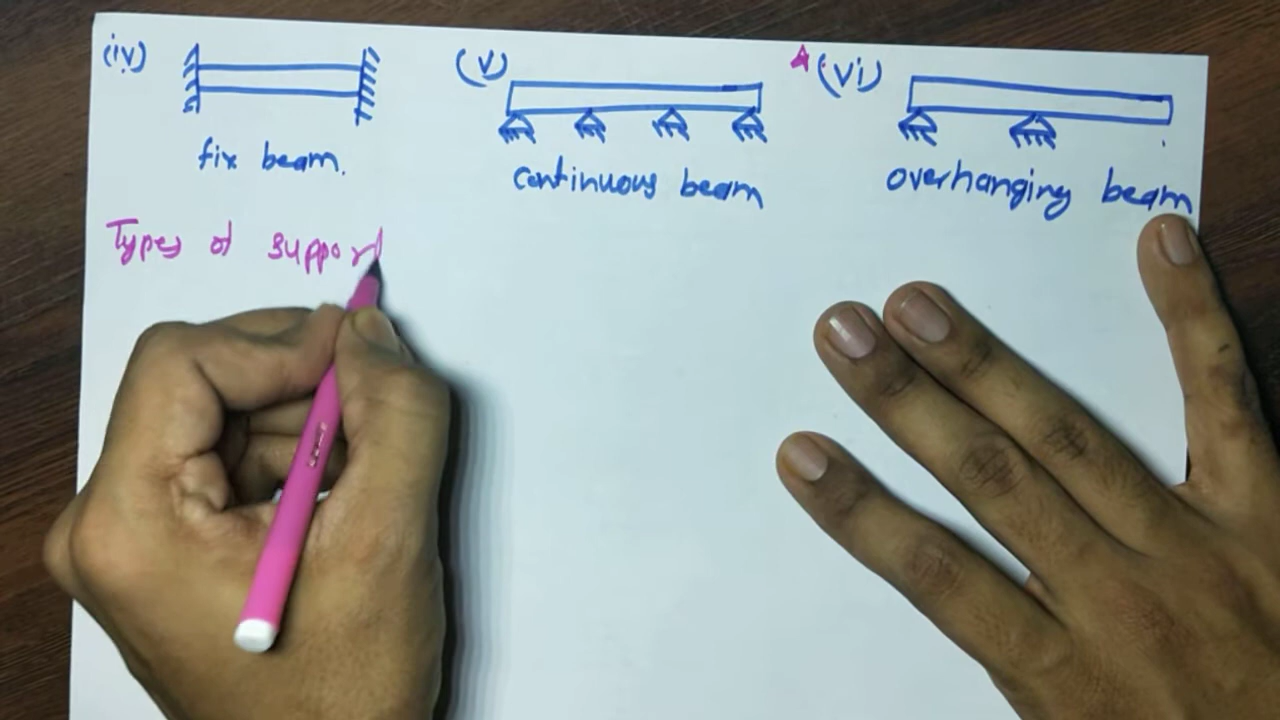 (iv) (v) (vi)
fix beam. continuous beam overhanging beam
Types of support